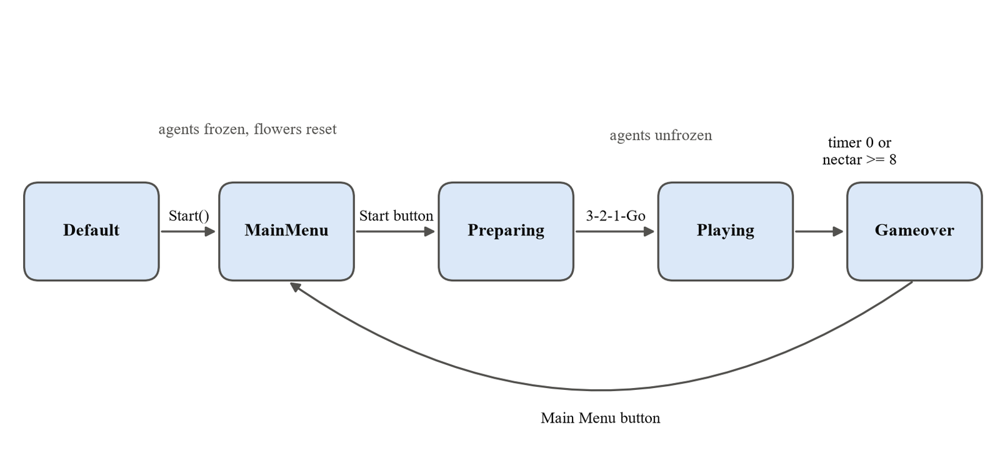 agents frozen, flowers reset
agents unfrozen
timer 0 or
nectar >= 8
Default
Start()
MainMenu
Start button
Preparing
3-2-1-Go
Playing
Gameover
Main Menu button